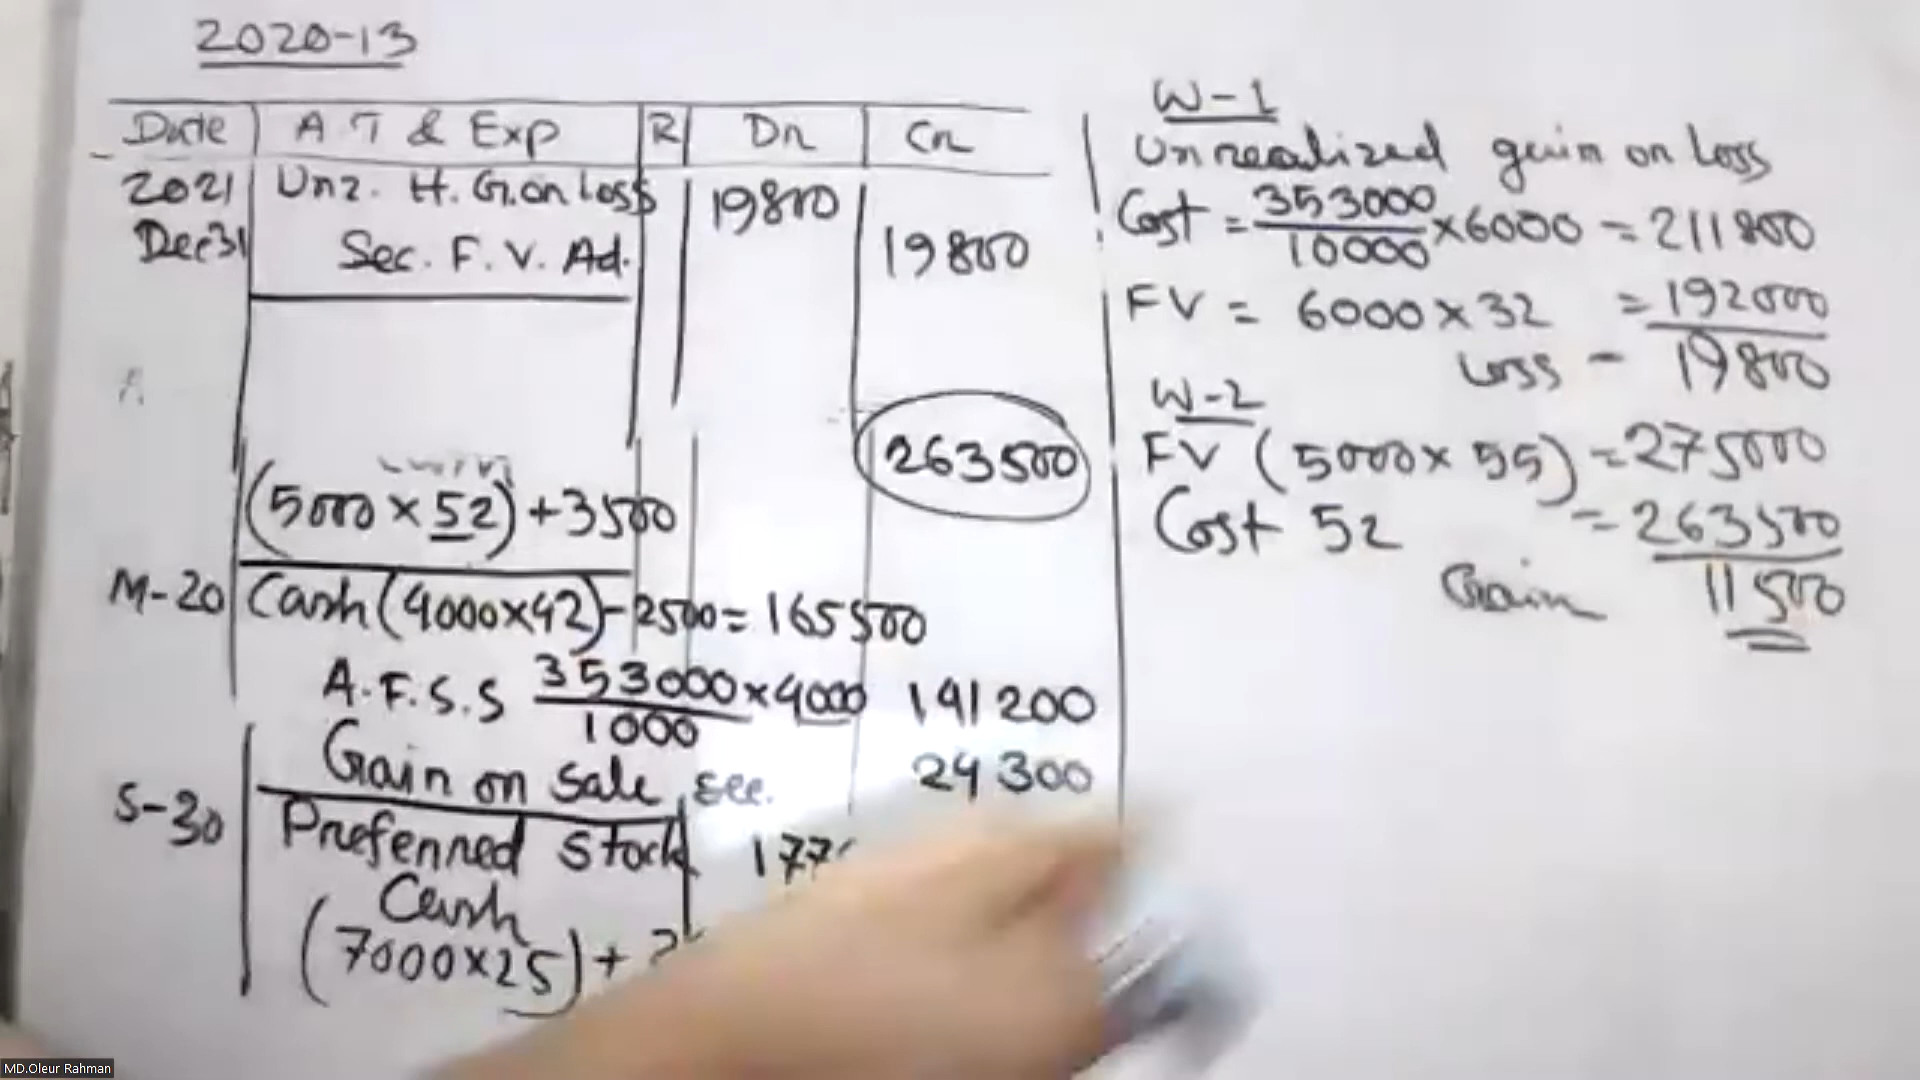 2020-13
Date A.T & Exp R Dr Cr
2021 Unr. H. G. on Loss 19800
Dec31 Sec. F. V. Ad. 19800
263500
(5000 × 52) + 3500
M-20 Cash (4000×42) - 2500 = 165500
A.F.S.S 353000/1000 ×4000 141200
Gain on sale sec. 24300
S-30 Preferred stock 177
Cash
(7000×25) +
W-1
Unrealized gain on Loss
Cost = 353000/10000 ×6000 = 211800
FV = 6000 × 32 = 192000
Loss - 19800
W-2
FV (5000 × 55) = 275000
Cost 52 = 263500
Gain 11500
MD.Oleur Rahman